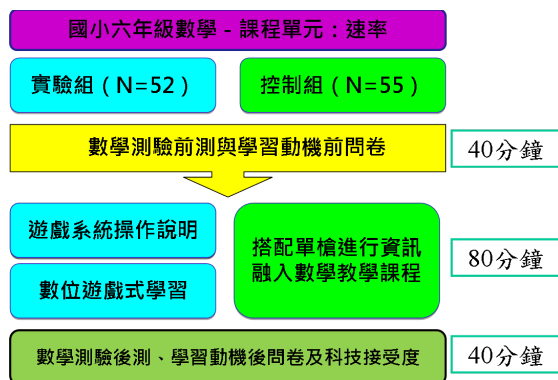 國小六年級數學－課程單元：速率
實驗組（N=52）
控制組（N=55）
數學測驗前測與學習動機前問卷
40分鐘
遊戲系統操作說明
數位遊戲式學習
搭配單槍進行資訊
融入數學教學課程
80分鐘
數學測驗後測、學習動機後問卷及科技接受度
40分鐘